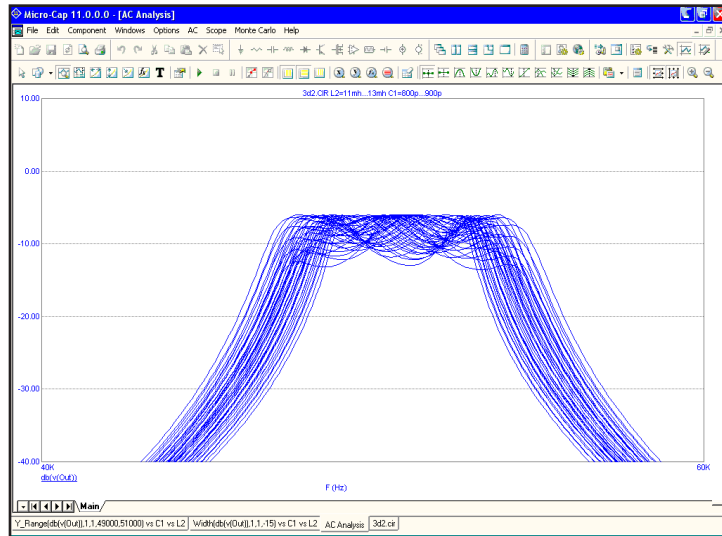 Micro-Cap 11.0.0.0 - [AC Analysis]
File Edit Component Windows Options AC Scope Monte Carlo Help
T
3d2.CIR L2=11mh...13mh C1=800p...900p
10.00
0.00
-10.00
-20.00
-30.00
-40.00
40K 60K
db(v(Out))
F (Hz)
Main
Y_Range(db(v(Out)),1,1,49000,51000) vs C1 vs L2 Width(db(v(Out)),1,1,-15) vs C1 vs L2 AC Analysis 3d2.cir